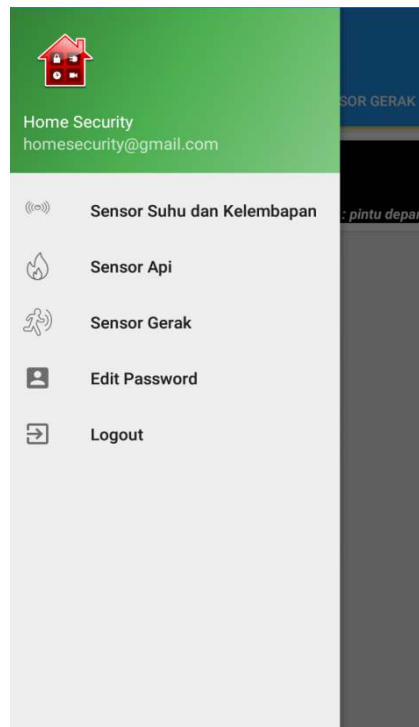 Home Security
homesecurity@gmail.com
SOR GERAK
: pintu depa
Sensor Suhu dan Kelembapan
Sensor Api
Sensor Gerak
Edit Password
Logout